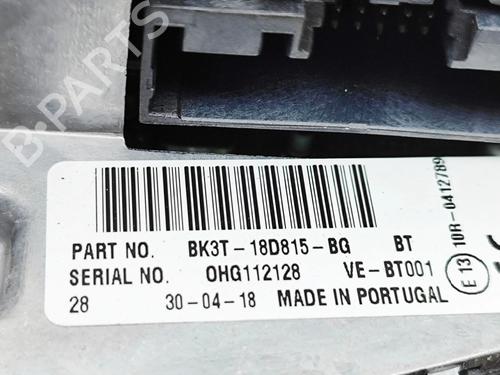 B-PARTS
PART NO. BK3T-18D815-BG BT
SERIAL NO. OHG112128 VE-BT001
28 30-04-18 MADE IN PORTUGAL
E 13
10R-0412789